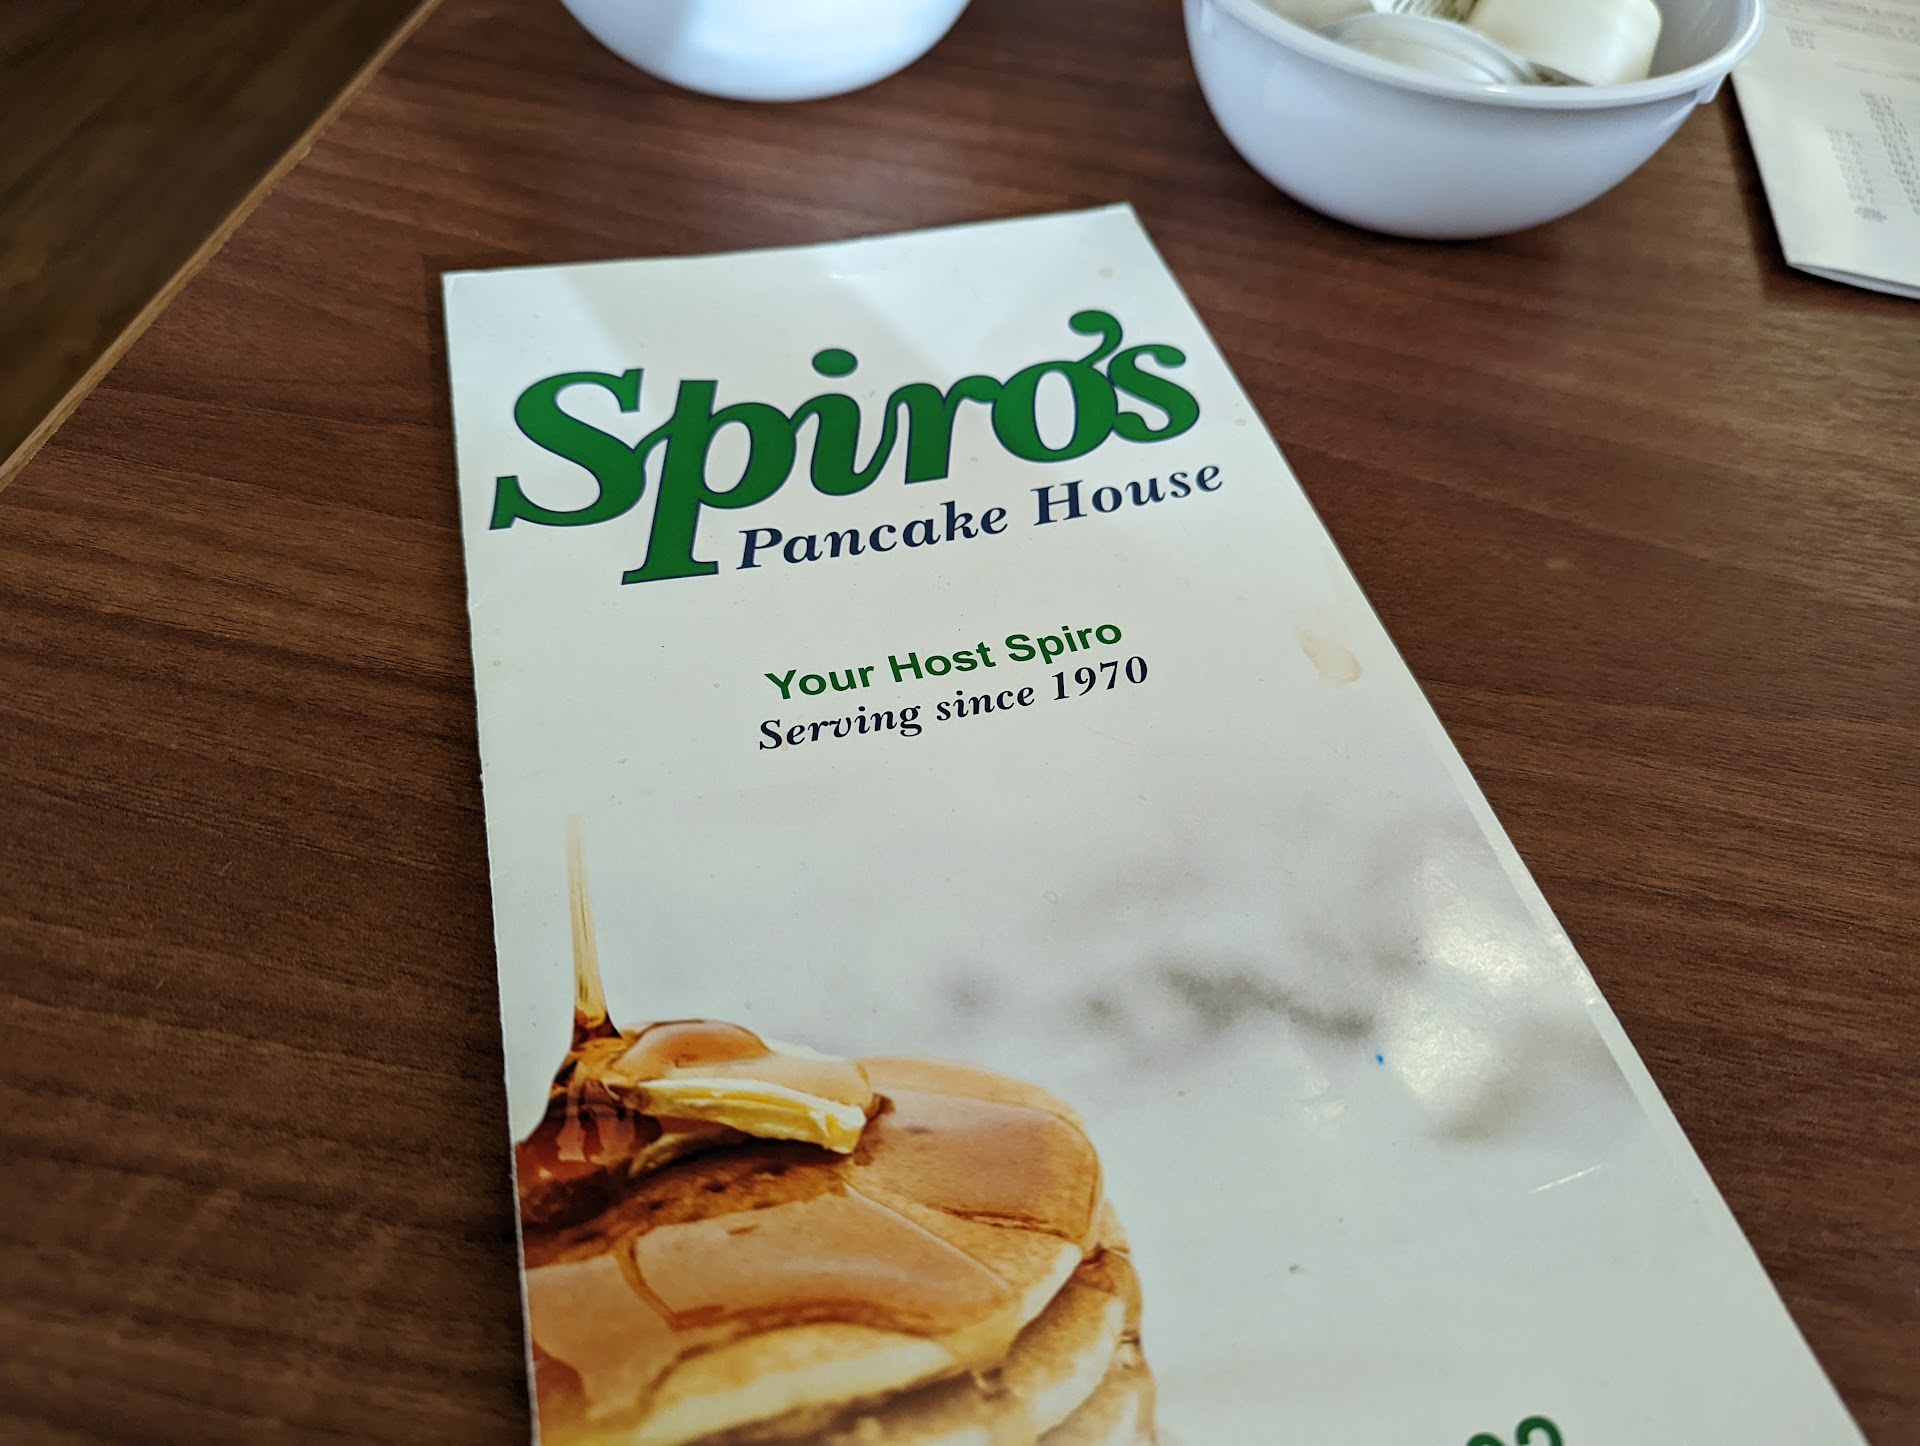 Spiro's
Pancake House
Your Host Spiro
Serving since 1970